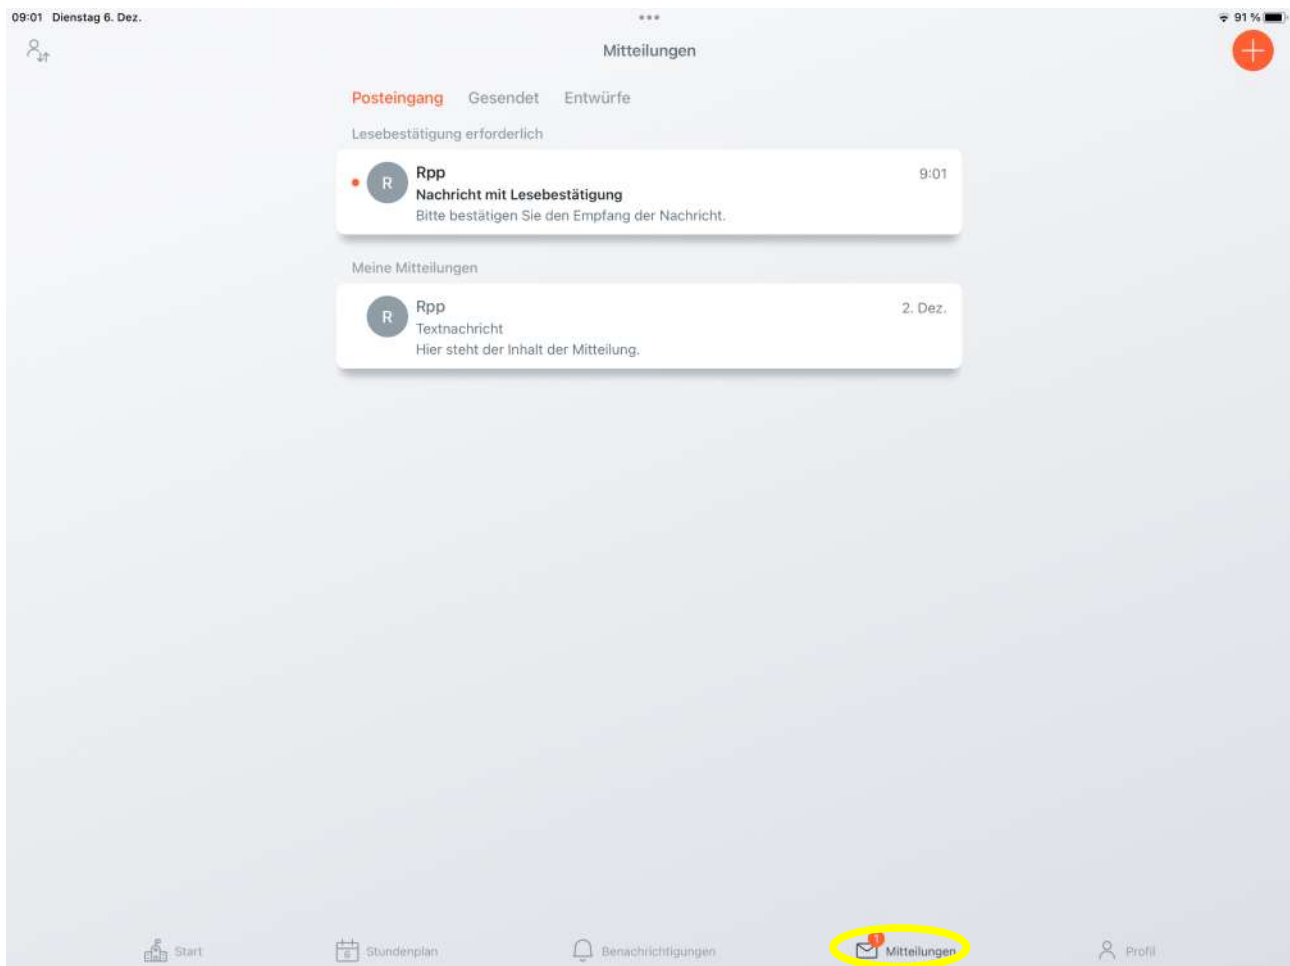 09:01 Dienstag 6. Dez.
91 %
Mitteilungen
Posteingang Gesendet Entwürfe
Lesebestätigung erforderlich
R
Rpp
9:01
Nachricht mit Lesebestätigung
Bitte bestätigen Sie den Empfang der Nachricht.
Meine Mitteilungen
R
Rpp
2. Dez.
Textnachricht
Hier steht der Inhalt der Mitteilung.
Start
6
Stundenplan
Benachrichtigungen
1
Mitteilungen
Profil